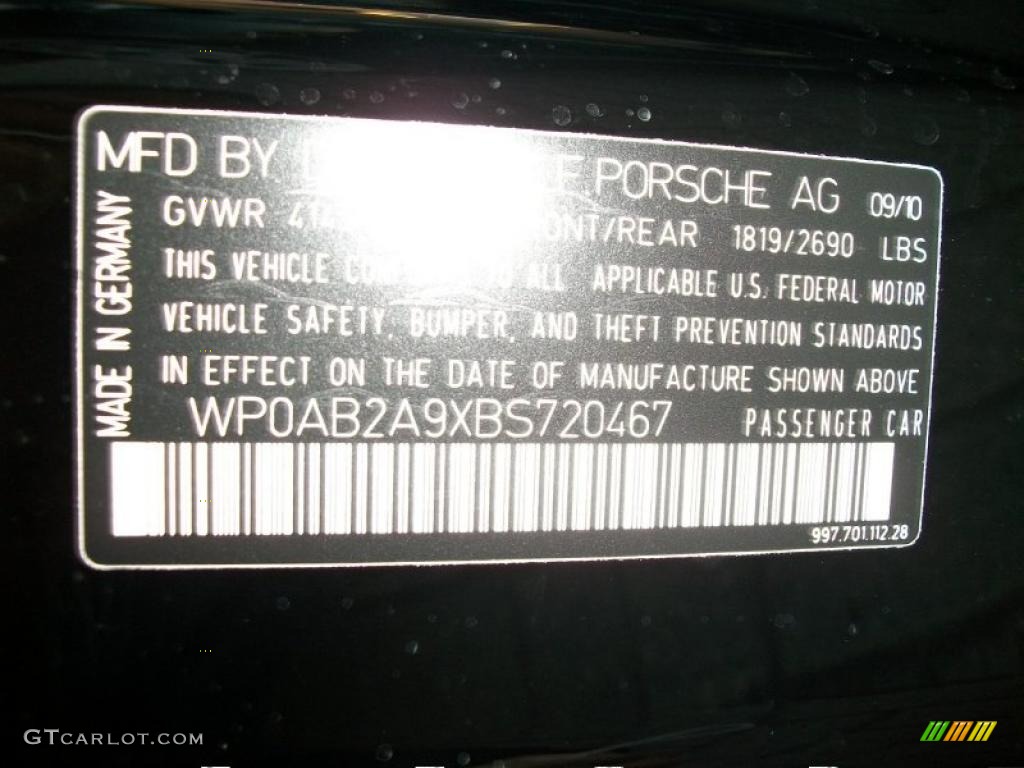 MFD BY PORSCHE AG 09/10
GVWR /REAR 1819/2690 LBS
THIS VEHICLE TO ALL APPLICABLE U.S. FEDERAL MOTOR
VEHICLE SAFETY, BUMPER, AND THEFT PREVENTION STANDARDS
IN EFFECT ON THE DATE OF MANUFACTURE SHOWN ABOVE
WP0AB2A9XBS720467 PASSENGER CAR
997.701.112.28
MADE IN GERMANY
GTCARLOT.COM